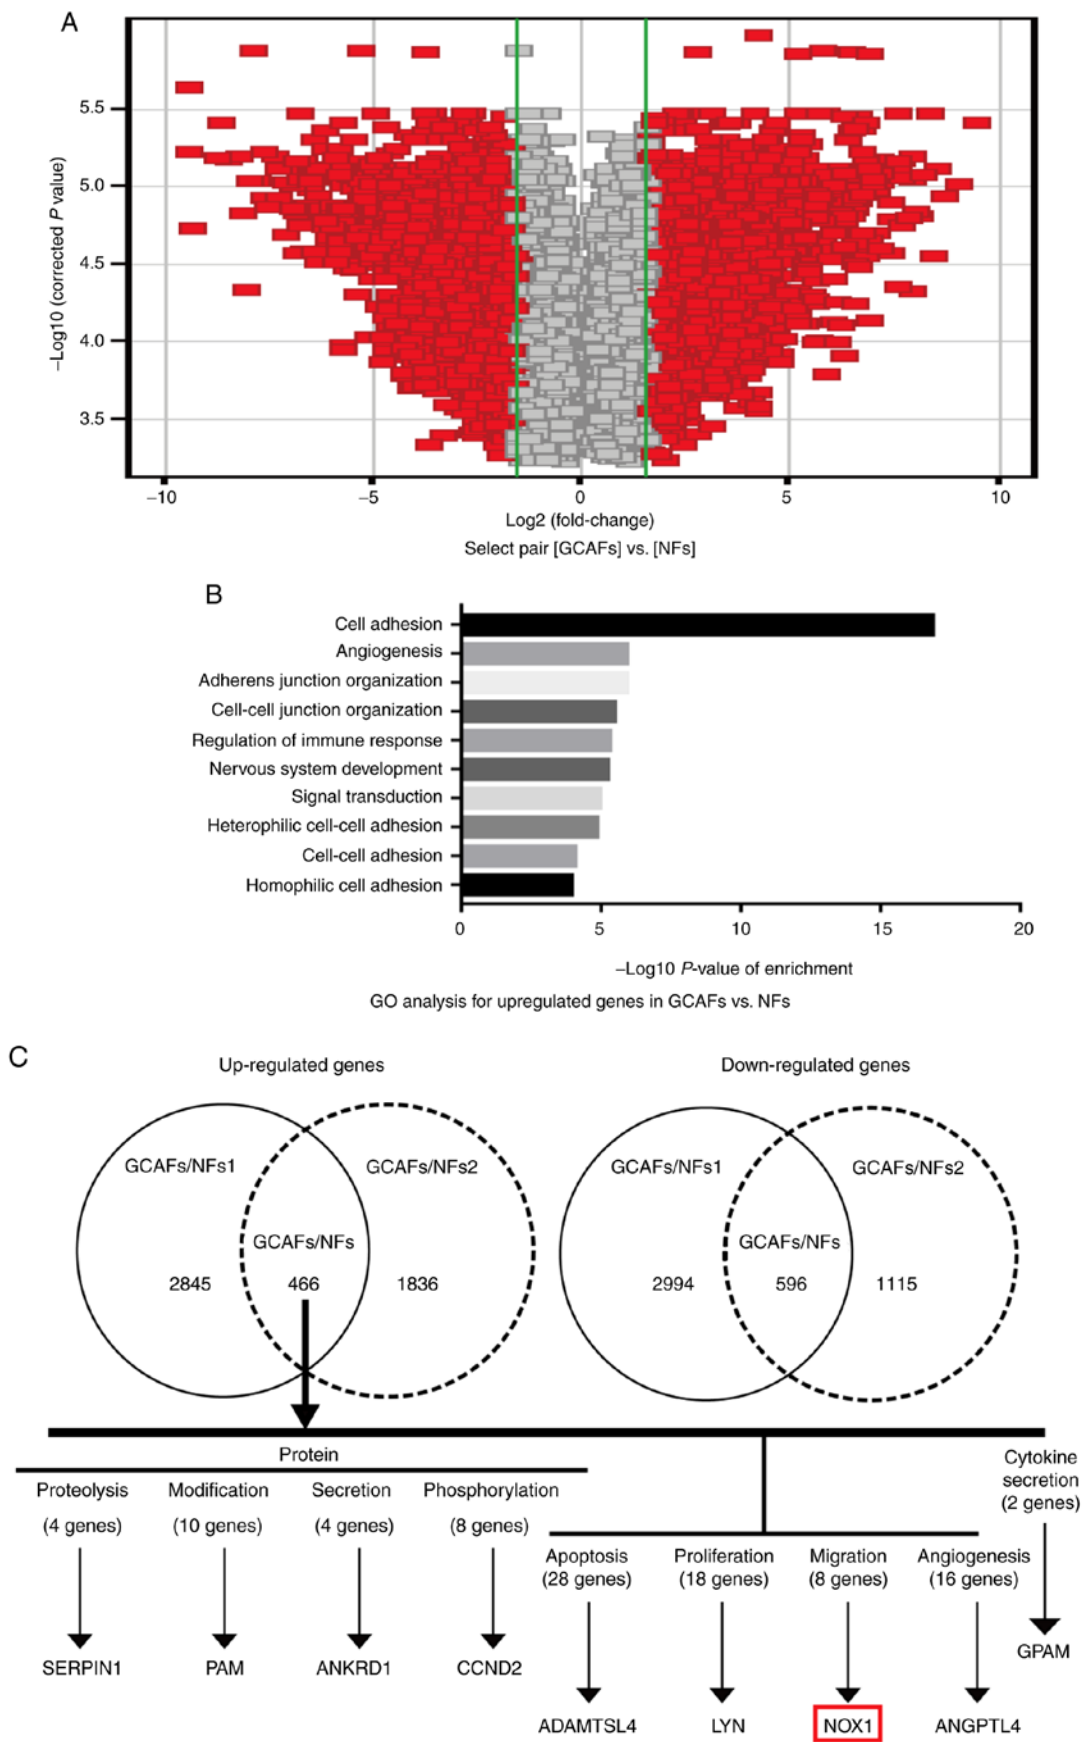 A
−Log10 (corrected P value)
5.5
5.0
4.5
4.0
3.5
−10
−5
0
5
10
Log2 (fold-change)
Select pair [GCAFs] vs. [NFs]
B
Cell adhesion
Angiogenesis
Adherens junction organization
Cell-cell junction organization
Regulation of immune response
Nervous system development
Signal transduction
Heterophilic cell-cell adhesion
Cell-cell adhesion
Homophilic cell adhesion
0
5
10
15
20
−Log10 P-value of enrichment
GO analysis for upregulated genes in GCAFs vs. NFs
C
Up-regulated genes
GCAFs/NFs1
GCAFs/NFs2
GCAFs/NFs
2845
466
1836
Down-regulated genes
GCAFs/NFs1
GCAFs/NFs2
GCAFs/NFs
2994
596
1115
Protein
Proteolysis
(4 genes)
Modification
(10 genes)
Secretion
(4 genes)
Phosphorylation
(8 genes)
Cytokine
secretion
(2 genes)
Apoptosis
(28 genes)
Proliferation
(18 genes)
Migration
(8 genes)
Angiogenesis
(16 genes)
SERPIN1
PAM
ANKRD1
CCND2
GPAM
ADAMTSL4
LYN
NOX1
ANGPTL4